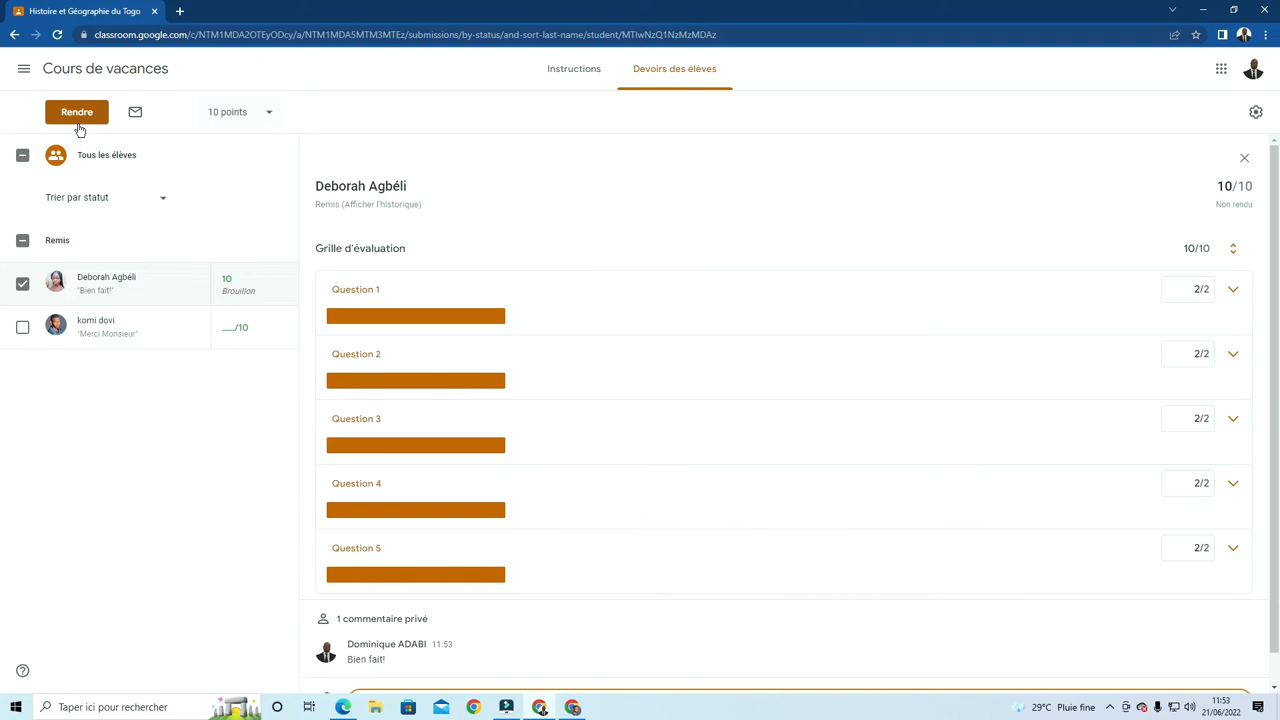 Histoire et Géographie du Togo
classroom.google.com/c/NTM1MDA2OTEyODcy/a/NTM1MDA5MTM3MTEz/submissions/by-status/and-sort-last-name/student/MTIwNzQ1NzMzMDAz
Cours de vacances
Instructions
Devoirs des élèves
Rendre
10 points
Tous les élèves
Trier par statut
Remis
Deborah Agbéli
"Bien fait!"
10
Brouillon
komi dovi
"Merci Monsieur"
__/10
Deborah Agbéli
10/10
Remis (Afficher l'historique)
Non rendu
Grille d'évaluation
10/10
Question 1
2/2
Question 2
2/2
Question 3
2/2
Question 4
2/2
Question 5
2/2
1 commentaire privé
Dominique ADABI 11:53
Bien fait!
Taper ici pour rechercher
29°C Pluie fine
11:53
21/06/2022